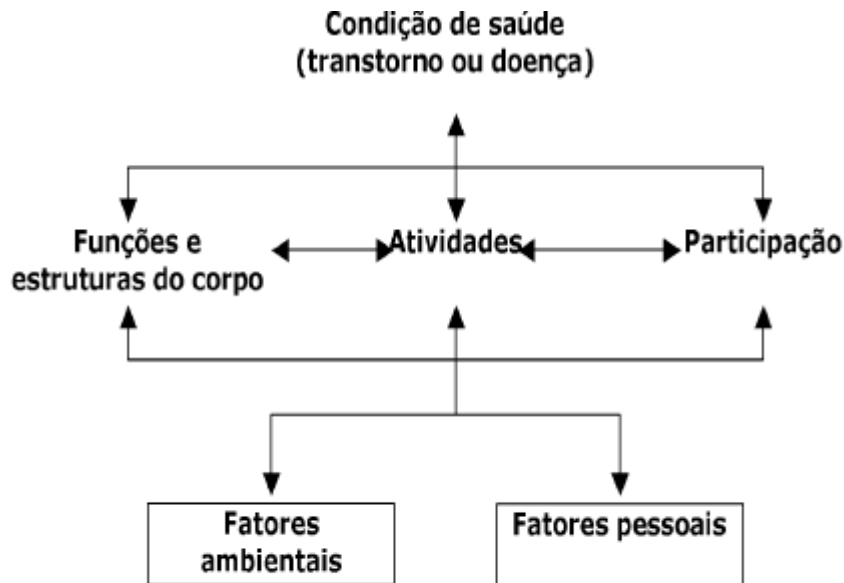 Condição de saúde
(transtorno ou doença)
Funções e
estruturas do corpo
Atividades
Participação
Fatores
ambientais
Fatores pessoais